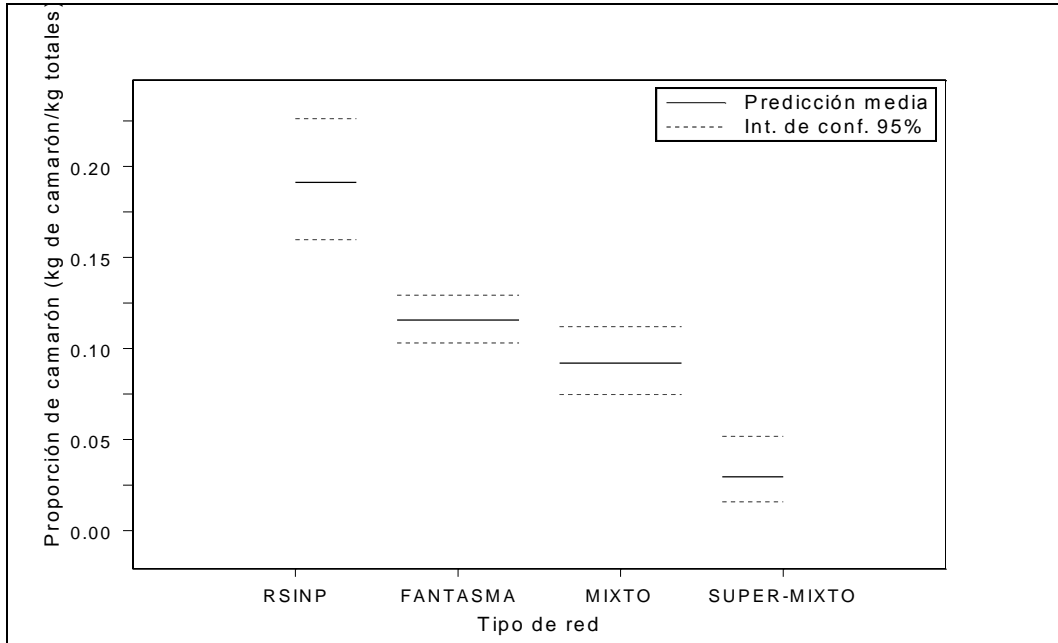 Proporción de camarón (kg de camarón/kg totales)
Predicción media
Int. de conf. 95%
0.20
0.15
0.10
0.05
0.00
RSINP
FANTASMA
MIXTO
SUPER-MIXTO
Tipo de red